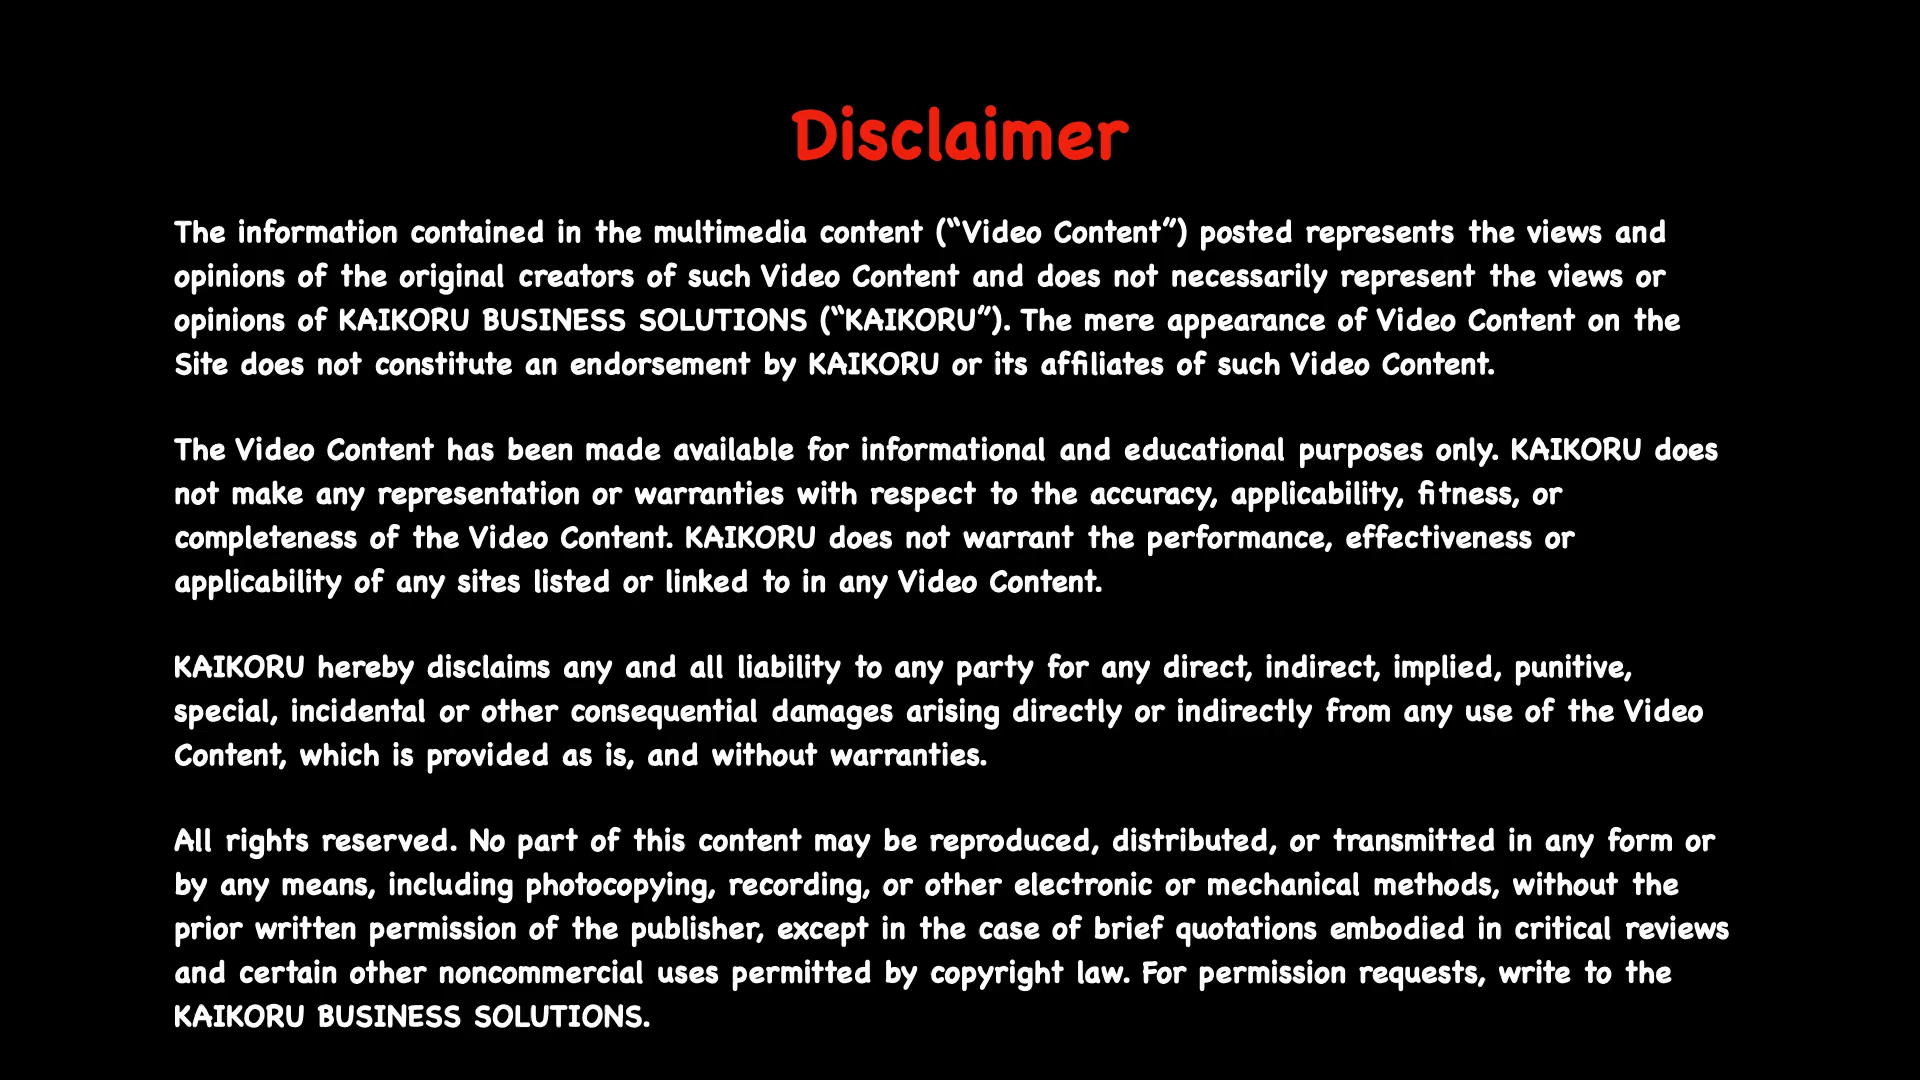 Disclaimer
The information contained in the multimedia content (“Video Content”) posted represents the views and
opinions of the original creators of such Video Content and does not necessarily represent the views or
opinions of KAIKORU BUSINESS SOLUTIONS (“KAIKORU”). The mere appearance of Video Content on the
Site does not constitute an endorsement by KAIKORU or its affiliates of such Video Content.
The Video Content has been made available for informational and educational purposes only. KAIKORU does
not make any representation or warranties with respect to the accuracy, applicability, fitness, or
completeness of the Video Content. KAIKORU does not warrant the performance, effectiveness or
applicability of any sites listed or linked to in any Video Content.
KAIKORU hereby disclaims any and all liability to any party for any direct, indirect, implied, punitive,
special, incidental or other consequential damages arising directly or indirectly from any use of the Video
Content, which is provided as is, and without warranties.
All rights reserved. No part of this content may be reproduced, distributed, or transmitted in any form or
by any means, including photocopying, recording, or other electronic or mechanical methods, without the
prior written permission of the publisher, except in the case of brief quotations embodied in critical reviews
and certain other noncommercial uses permitted by copyright law. For permission requests, write to the
KAIKORU BUSINESS SOLUTIONS.